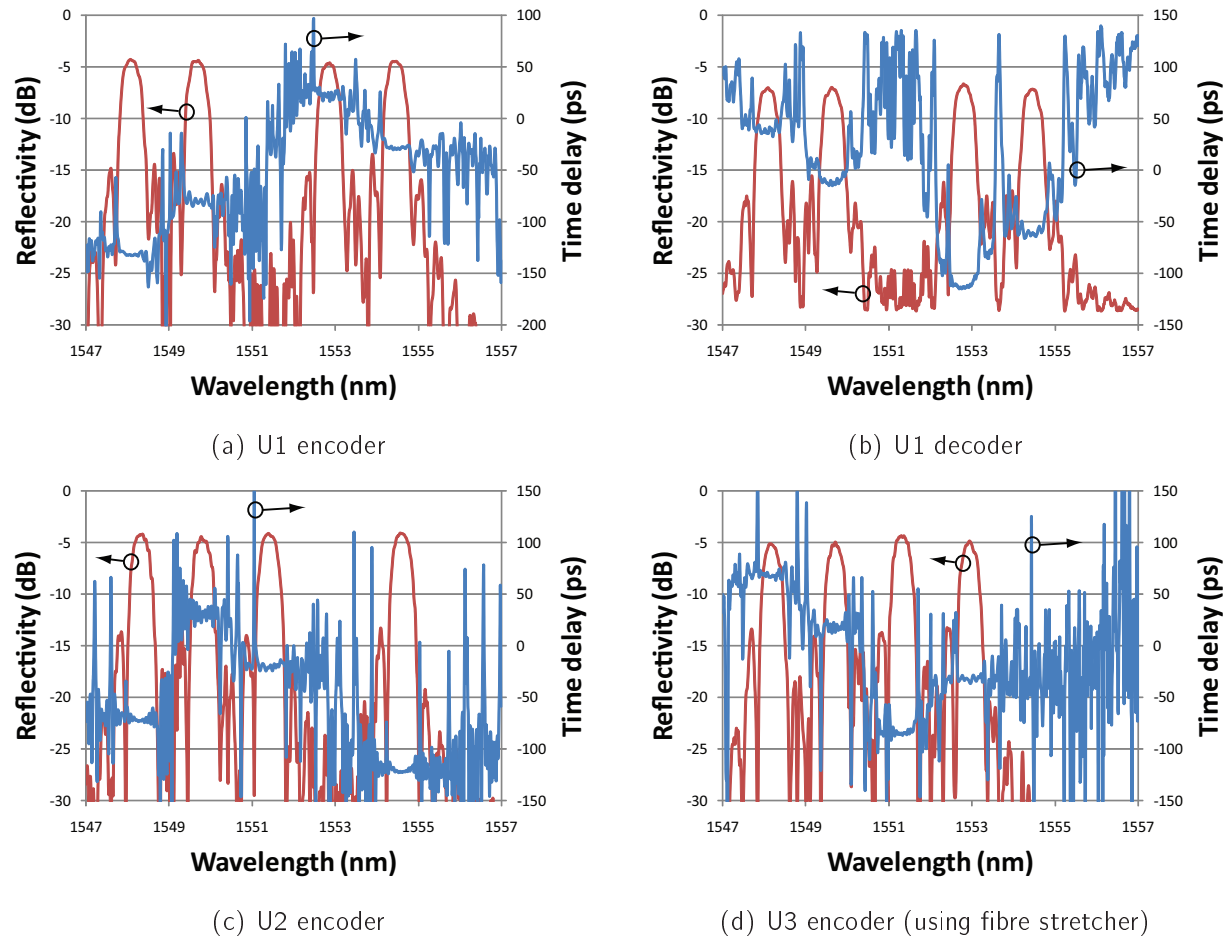 Reflectivity (dB)
0
-5
-10
-15
-20
-25
-30
100
50
0
-50
-100
-150
-200
Time delay (ps)
1547 1549 1551 1553 1555 1557
Wavelength (nm)
(a) U1 encoder
Reflectivity (dB)
0
-5
-10
-15
-20
-25
-30
150
100
50
0
-50
-100
-150
Time delay (ps)
1547 1549 1551 1553 1555 1557
Wavelength (nm)
(b) U1 decoder
Reflectivity (dB)
0
-5
-10
-15
-20
-25
-30
150
100
50
0
-50
-100
-150
Time delay (ps)
1547 1549 1551 1553 1555 1557
Wavelength (nm)
(c) U2 encoder
Reflectivity (dB)
0
-5
-10
-15
-20
-25
-30
150
100
50
0
-50
-100
-150
Time delay (ps)
1547 1549 1551 1553 1555 1557
Wavelength (nm)
(d) U3 encoder (using fibre stretcher)